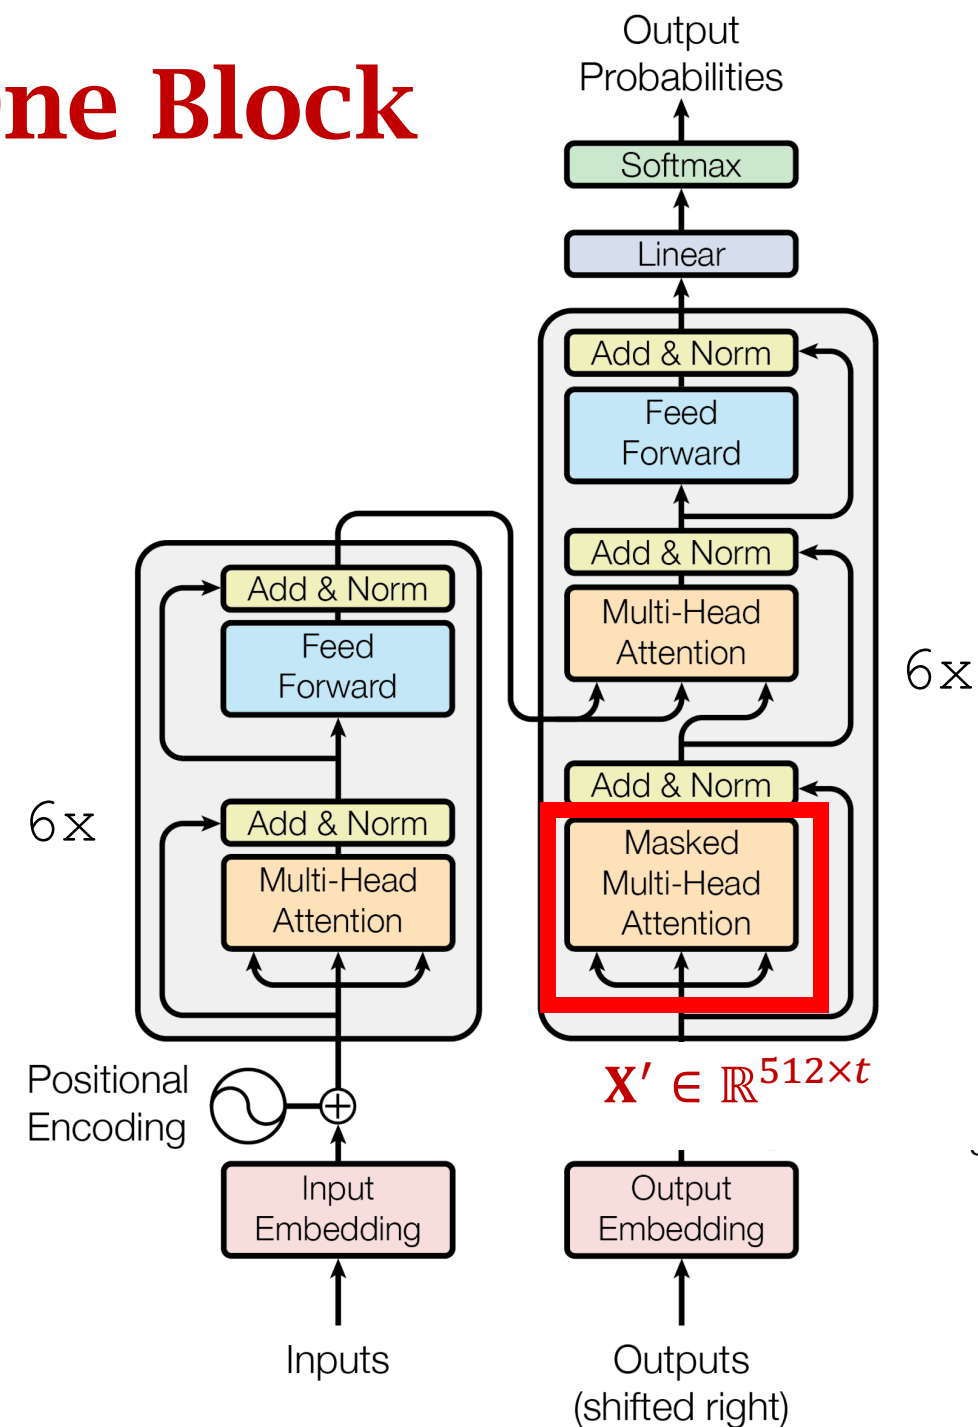 ne Block
Output
Probabilities
Softmax
Linear
Add & Norm
Feed
Forward
Add & Norm
Multi-Head
Attention
6x
Add & Norm
Masked
Multi-Head
Attention
Add & Norm
Feed
Forward
6x
Add & Norm
Multi-Head
Attention
X′ ∈ ℝ^{512×t}
Positional
Encoding
Input
Embedding
Output
Embedding
Inputs
Outputs
(shifted right)